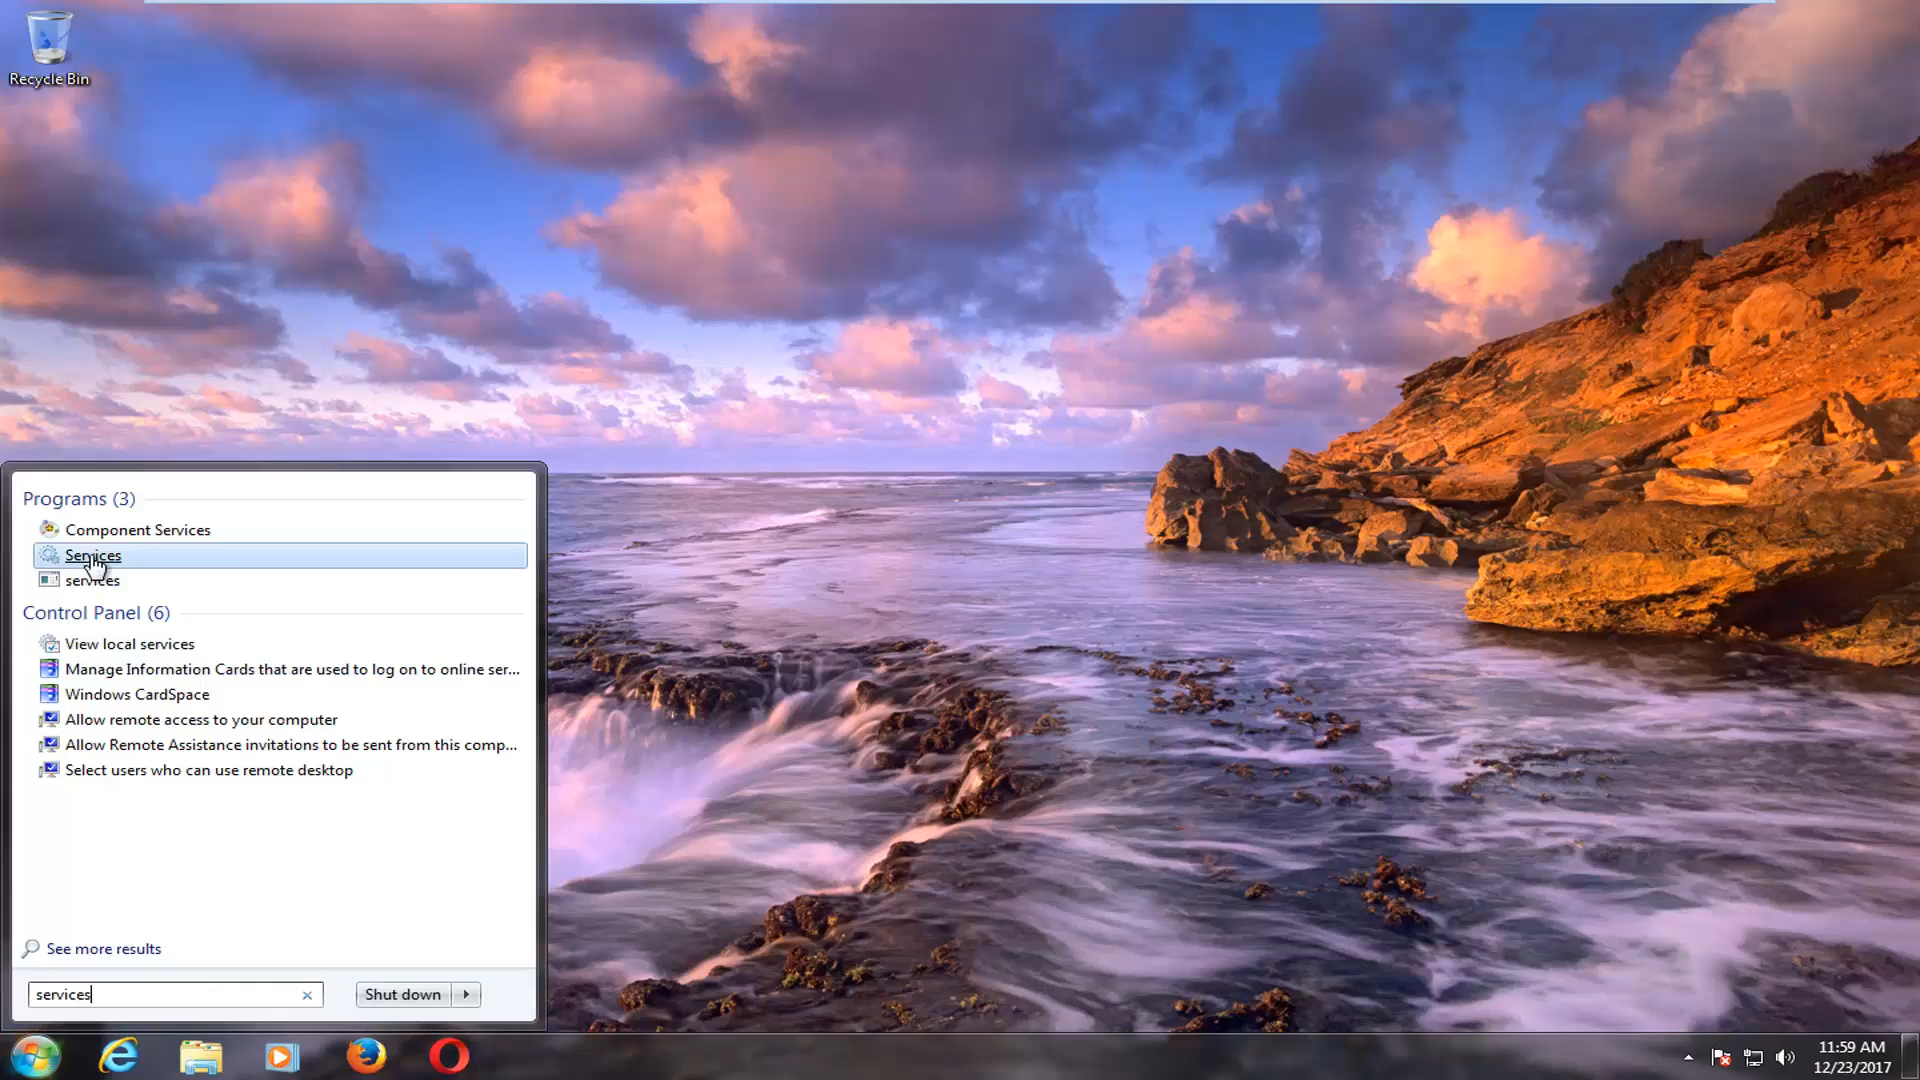 Recycle Bin
Programs (3)
Component Services
Services
services
Control Panel (6)
View local services
Manage Information Cards that are used to log on to online ser...
Windows CardSpace
Allow remote access to your computer
Allow Remote Assistance invitations to be sent from this comp...
Select users who can use remote desktop
See more results
services
Shut down
11:59 AM
12/23/2017